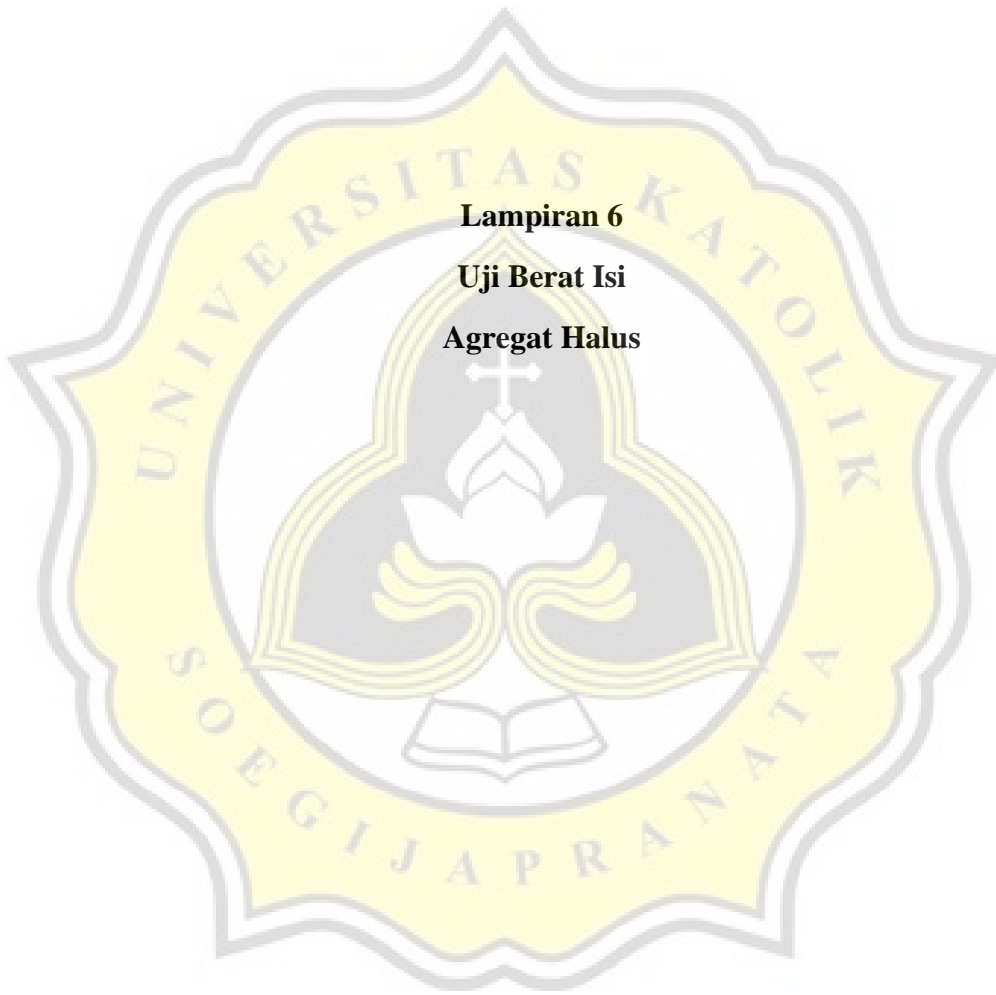 Lampiran 6
Uji Berat Isi
Agregat Halus
UNIVERSITAS KATOLIK
SOEGIJAPRANATA